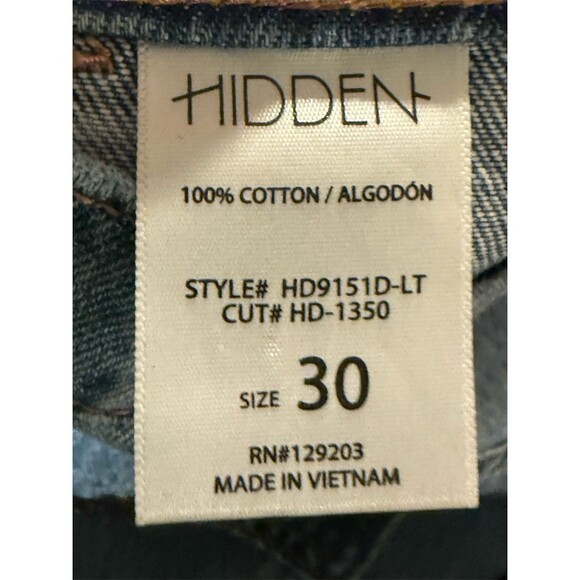 HIDDEN
100% COTTON / ALGODÓN
STYLE# HD9151D-LT
CUT# HD-1350
SIZE 30
RN#129203
MADE IN VIETNAM